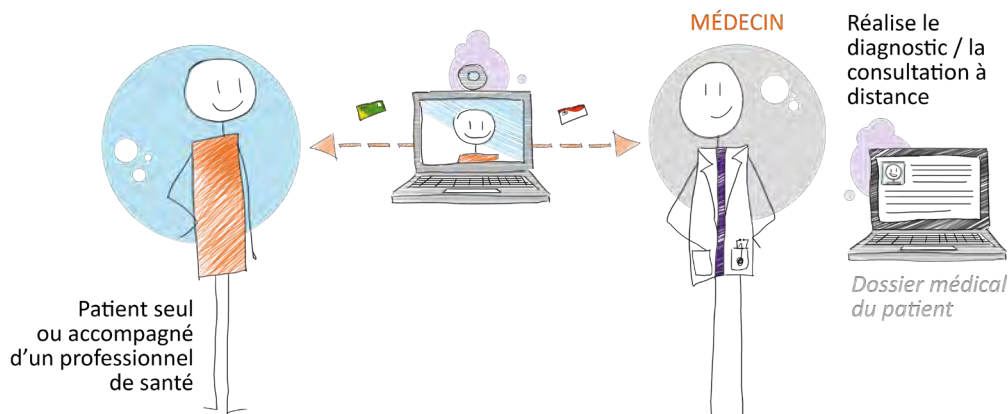 MÉDECIN
Réalise le
diagnostic / la
consultation à
distance
Dossier médical
du patient
Patient seul
ou accompagné
d'un professionnel
de santé